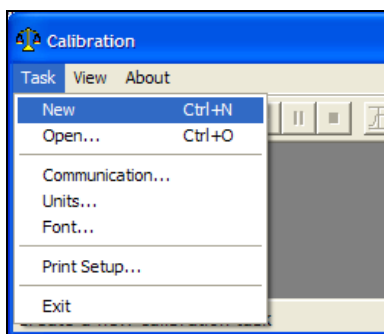 Calibration
Task View About
New Ctrl+N
Open... Ctrl+O
Communication...
Units...
Font...
Print Setup...
Exit